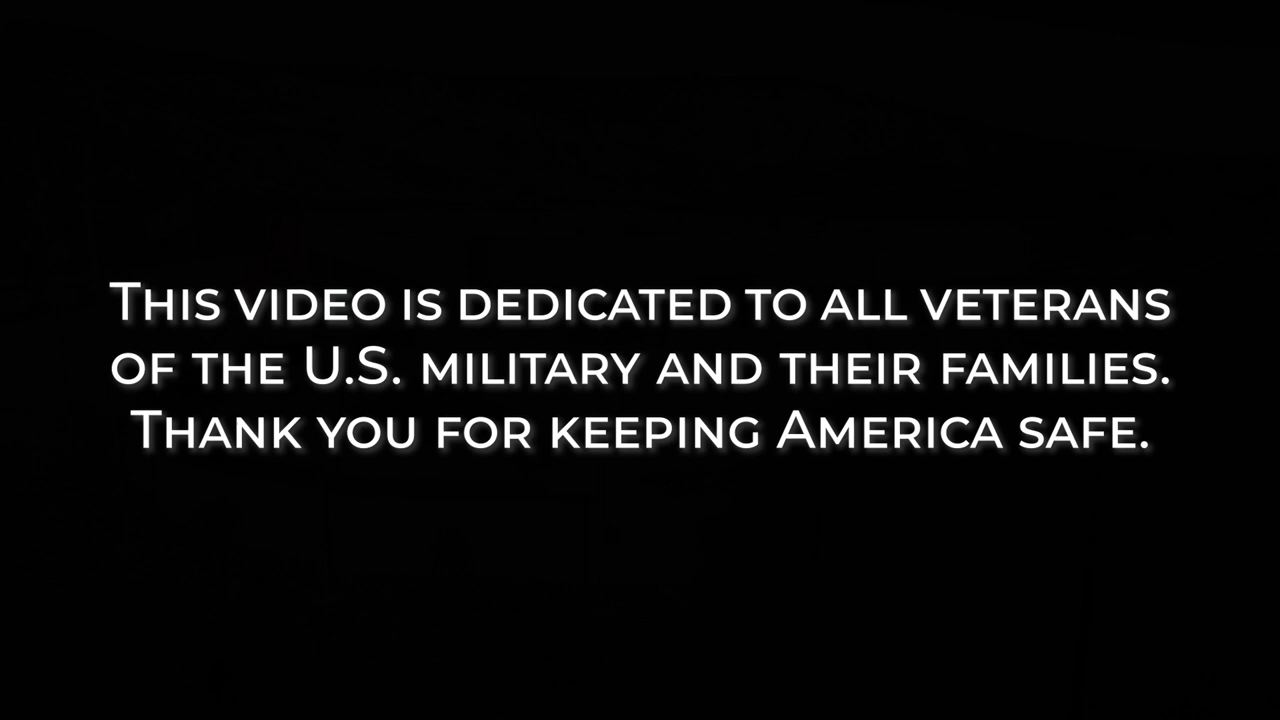 This video is dedicated to all veterans
of the U.S. military and their families.
Thank you for keeping America safe.